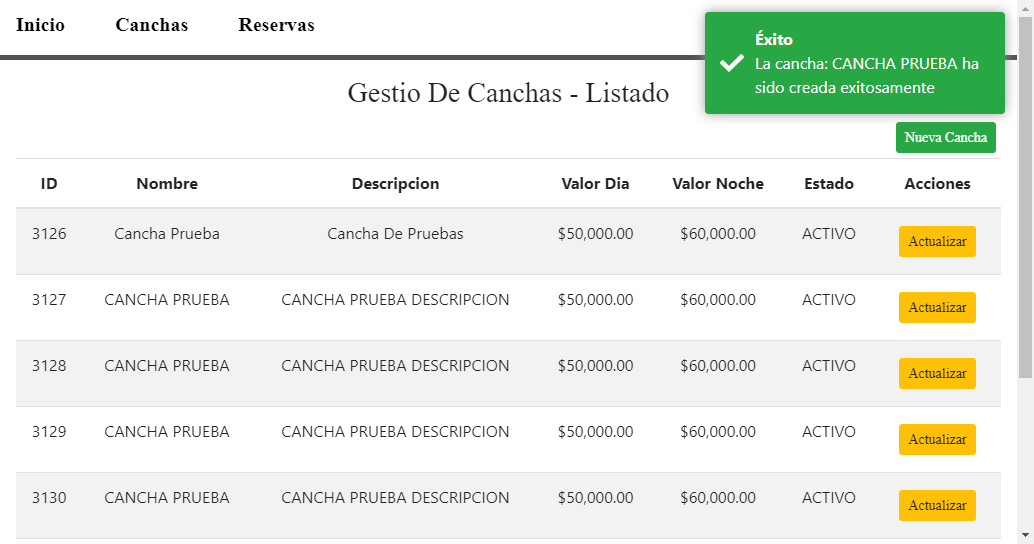 Inicio Canchas Reservas
Éxito
La cancha: CANCHA PRUEBA ha
sido creada exitosamente
Gestio De Canchas - Listado
Nueva Cancha
ID Nombre Descripcion Valor Dia Valor Noche Estado Acciones
3126 Cancha Prueba Cancha De Pruebas $50,000.00 $60,000.00 ACTIVO Actualizar
3127 CANCHA PRUEBA CANCHA PRUEBA DESCRIPCION $50,000.00 $60,000.00 ACTIVO Actualizar
3128 CANCHA PRUEBA CANCHA PRUEBA DESCRIPCION $50,000.00 $60,000.00 ACTIVO Actualizar
3129 CANCHA PRUEBA CANCHA PRUEBA DESCRIPCION $50,000.00 $60,000.00 ACTIVO Actualizar
3130 CANCHA PRUEBA CANCHA PRUEBA DESCRIPCION $50,000.00 $60,000.00 ACTIVO Actualizar